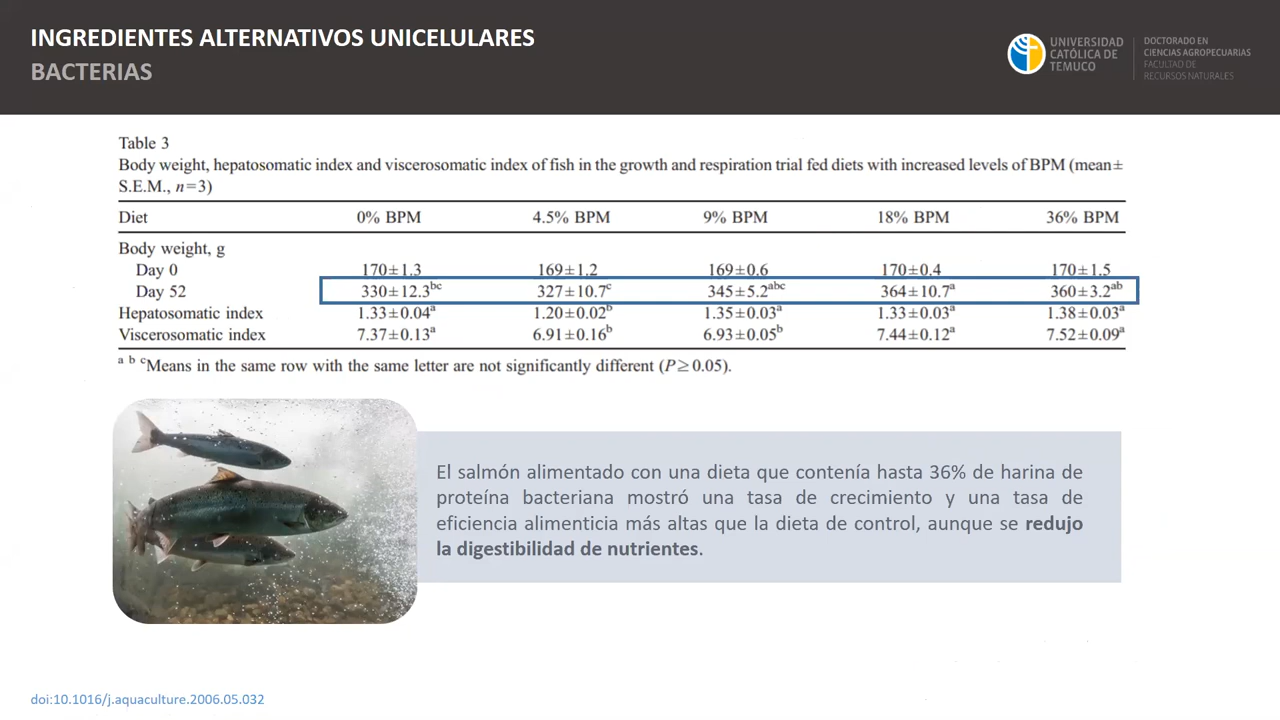 INGREDIENTES ALTERNATIVOS UNICELULARES
BACTERIAS
UNIVERSIDAD
CATÓLICA DE
TEMUCO
DOCTORADO EN
CIENCIAS AGROPECUARIAS
FACULTAD DE
RECURSOS NATURALES
Table 3
Body weight, hepatosomatic index and viscerosomatic index of fish in the growth and respiration trial fed diets with increased levels of BPM (mean±
S.E.M., n=3)
Diet 0% BPM 4.5% BPM 9% BPM 18% BPM 36% BPM
Body weight, g
Day 0 170±1.3 169±1.2 169±0.6 170±0.4 170±1.5
Day 52 330±12.3bc 327±10.7c 345±5.2abc 364±10.7a 360±3.2ab
Hepatosomatic index 1.33±0.04a 1.20±0.02b 1.35±0.03a 1.33±0.03a 1.38±0.03a
Viscerosomatic index 7.37±0.13a 6.91±0.16b 6.93±0.05b 7.44±0.12a 7.52±0.09a
a b cMeans in the same row with the same letter are not significantly different (P≥0.05).
El salmón alimentado con una dieta que contenía hasta 36% de harina de
proteína bacteriana mostró una tasa de crecimiento y una tasa de
eficiencia alimenticia más altas que la dieta de control, aunque se redujo
la digestibilidad de nutrientes.
doi:10.1016/j.aquaculture.2006.05.032